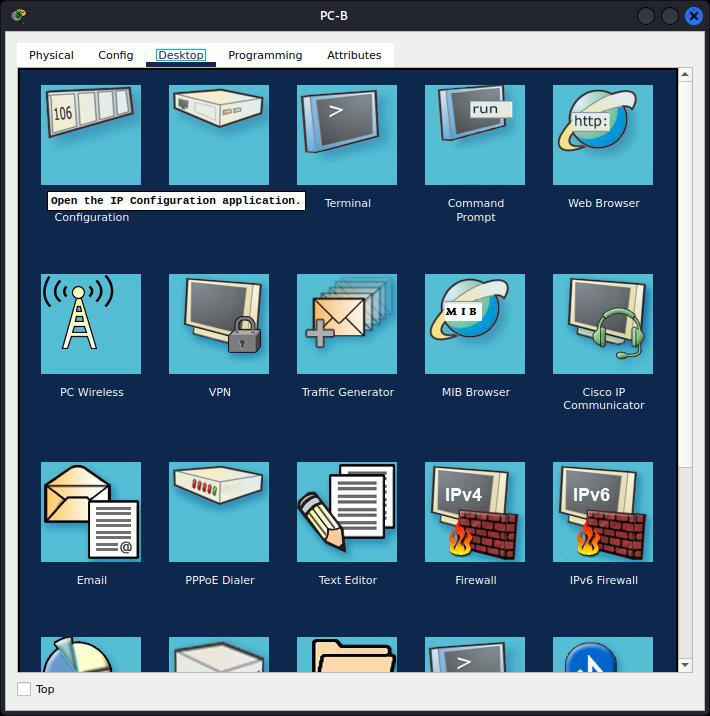 PC-B
Physical Config Desktop Programming Attributes
106
>
run
http:
Open the IP Configuration application.
Configuration
Terminal
Command
Prompt
Web Browser
MIB
PC Wireless
VPN
Traffic Generator
MIB Browser
Cisco IP
Communicator
@
IPv4
IPv6
Email
PPPoE Dialer
Text Editor
Firewall
IPv6 Firewall
>
Top